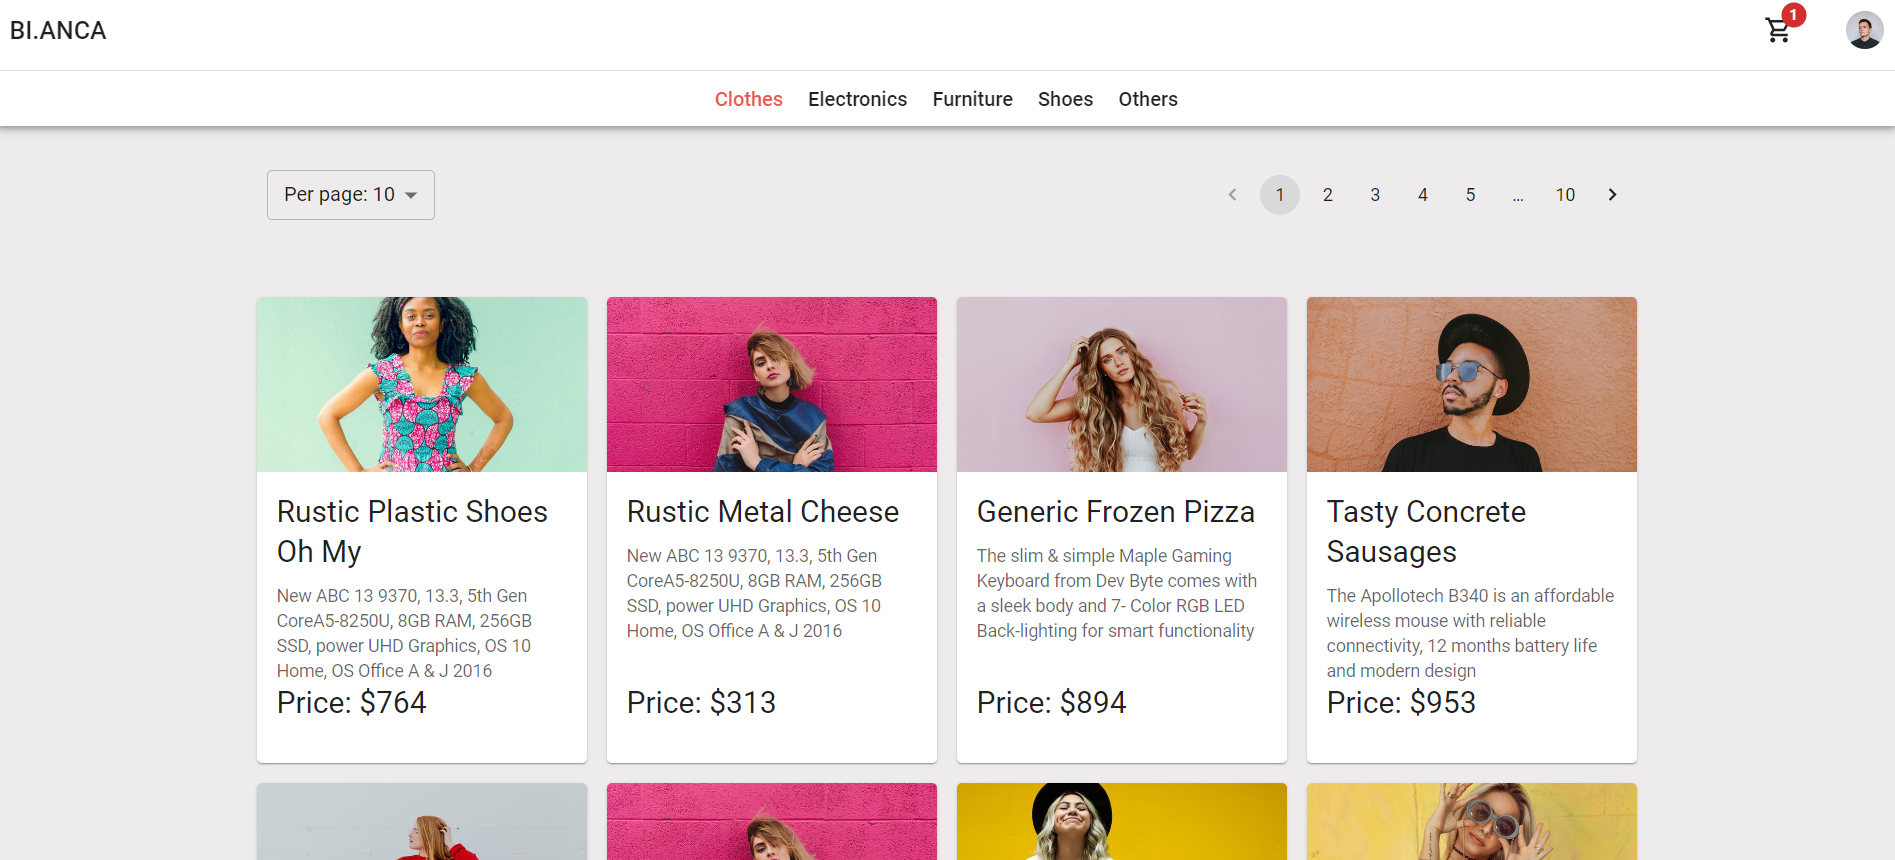 BI.ANCA
1
Clothes Electronics Furniture Shoes Others
Per page: 10
1 2 3 4 5 ... 10
Rustic Plastic Shoes
Oh My
New ABC 13 9370, 13.3, 5th Gen
CoreA5-8250U, 8GB RAM, 256GB
SSD, power UHD Graphics, OS 10
Home, OS Office A & J 2016
Price: $764
Rustic Metal Cheese
New ABC 13 9370, 13.3, 5th Gen
CoreA5-8250U, 8GB RAM, 256GB
SSD, power UHD Graphics, OS 10
Home, OS Office A & J 2016
Price: $313
Generic Frozen Pizza
The slim & simple Maple Gaming
Keyboard from Dev Byte comes with
a sleek body and 7- Color RGB LED
Back-lighting for smart functionality
Price: $894
Tasty Concrete
Sausages
The Apollotech B340 is an affordable
wireless mouse with reliable
connectivity, 12 months battery life
and modern design
Price: $953